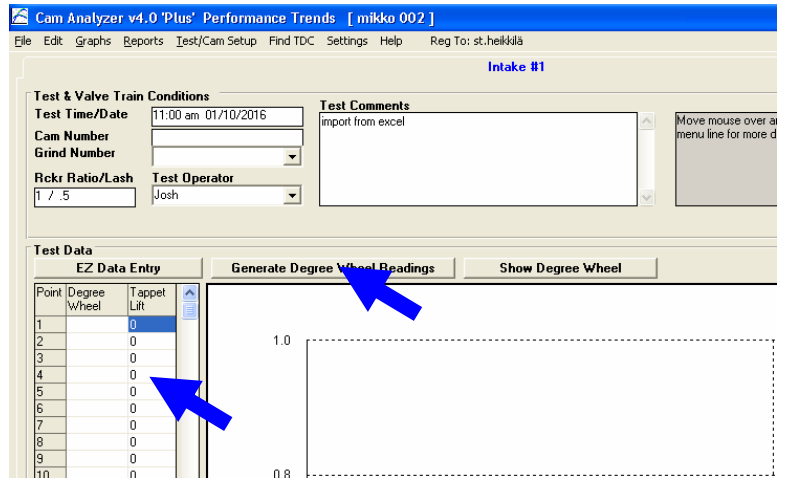 Cam Analyzer v4.0 'Plus' Performance Trends [ mikko 002 ]
File Edit Graphs Reports Test/Cam Setup Find TDC Settings Help Reg To: st.heikkilä
Intake #1
Test & Valve Train Conditions
Test Time/Date 11:00 am 01/10/2016
Cam Number
Grind Number
Rckr Ratio/Lash Test Operator
1 / .5 Josh
Test Comments
import from excel
Move mouse over
menu line for more
Test Data
EZ Data Entry Generate Degree Wheel Readings Show Degree Wheel
Point Degree Wheel Tappet Lift
1 0
2 0
3 0
4 0
5 0
6 0
7 0
8 0
9 0
10 0
1.0
0.8